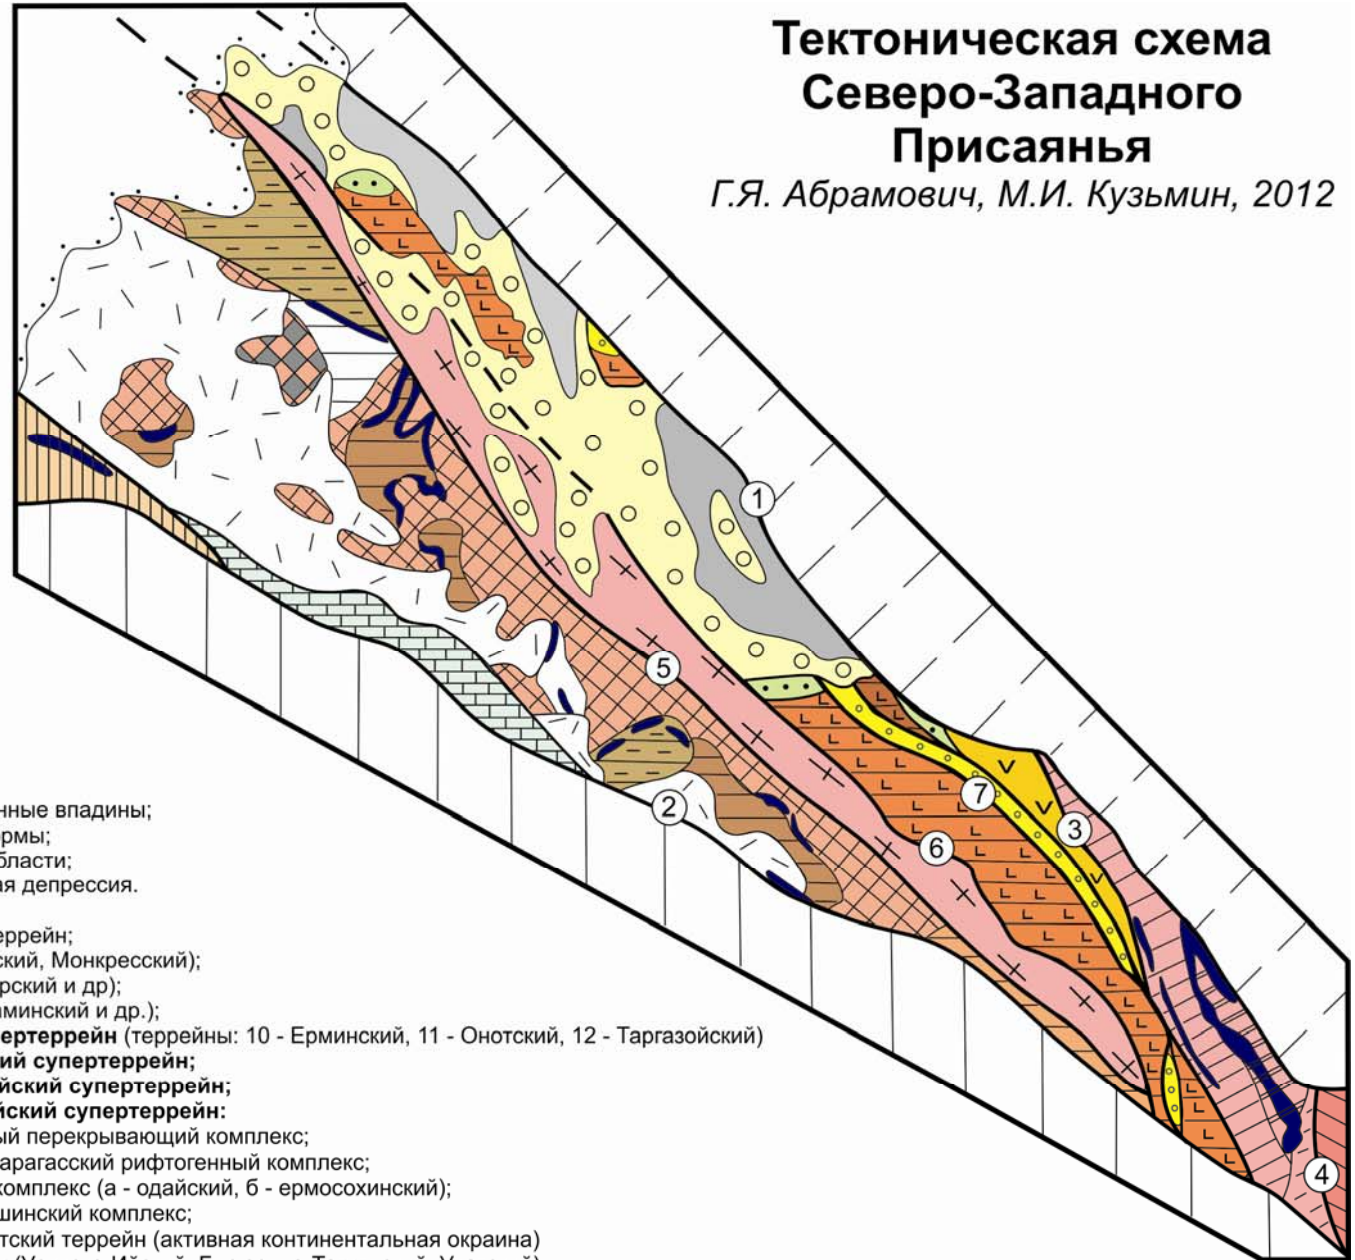 Тектоническая схема
Северо-Западного
Присаянья
Г.Я. Абрамович, М.И. Кузьмин, 2012
1
5
2
7
3
6
4
нные впадины;
ормы;
бласти;
ая депрессия.
еррейн;
ский, Монкресский);
рский и др);
аминский и др.);
ертеррейн (террейны: 10 - Ерминский, 11 - Онотский, 12 - Таргазойский)
ий супертеррейн;
йский супертеррейн;
йский супертеррейн:
ый перекрывающий комплекс;
арагасский рифтогенный комплекс;
комплекс (а - одайский, б - ермосохинский);
шинский комплекс;
тский террейн (активная континентальная окраина)